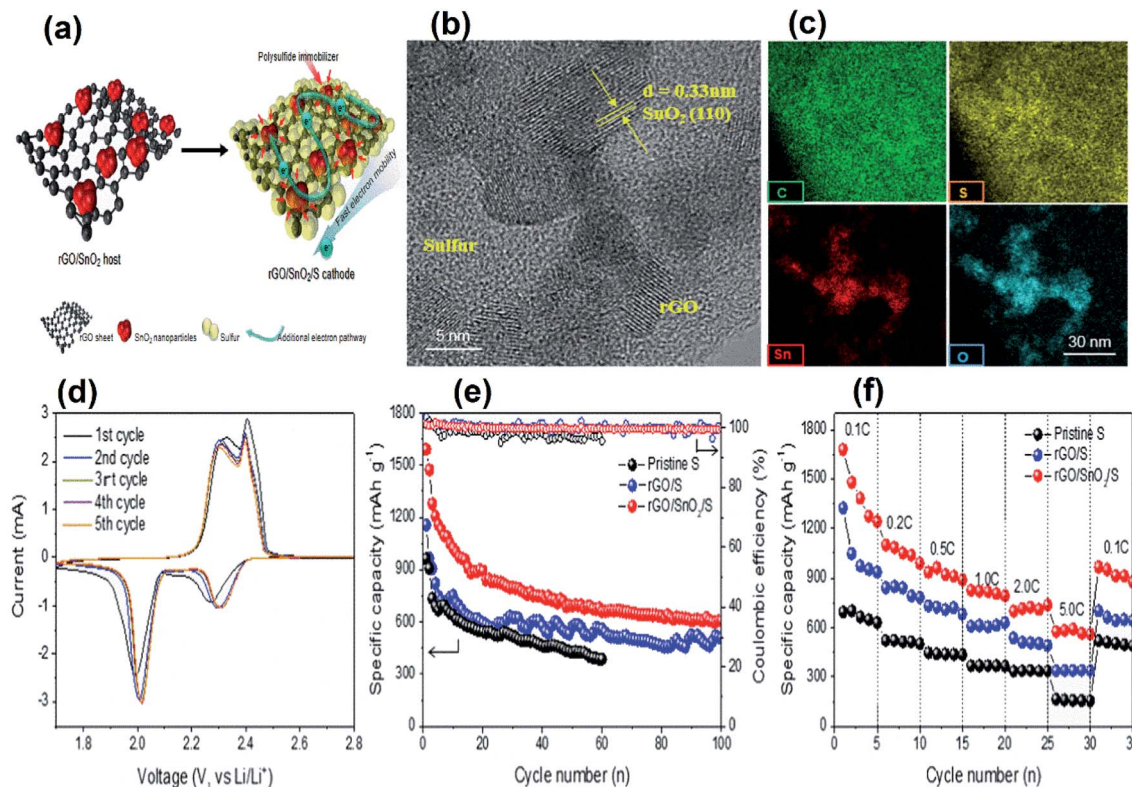 (a)
Polysulfide immobilizer
e⁻
e⁻
e⁻
Fast electron mobility
e⁻
rGO/SnO₂ host
rGO/SnO₂/S cathode
rGO sheet
SnO₂ nanoparticles
Sulfur
Additional electron pathway
(b)
d = 0.33nm
SnO₂ (110)
Sulfur
rGO
5 nm
(c)
C
S
Sn
O
30 nm
(d)
1st cycle
2nd cycle
3rt cycle
4th cycle
5th cycle
Current (mA)
3
2
1
0
-1
-2
-3
1.8 2.0 2.2 2.4 2.6 2.8
Voltage (V, vs Li/Li⁺)
(e)
Specific capacity (mAh g⁻¹)
1800
1500
1200
900
600
300
0
Pristine S
rGO/S
rGO/SnO₂/S
100
80
60
40
20
0
Coulombic efficiency (%)
0 20 40 60 80 100
Cycle number (n)
(f)
Specific capacity (mAh g⁻¹)
1800
1500
1200
900
600
300
0
0.1C
0.2C
0.5C
1.0C
2.0C
5.0C
0.1C
Pristine S
rGO/S
rGO/SnO₂/S
0 5 10 15 20 25 30 35
Cycle number (n)